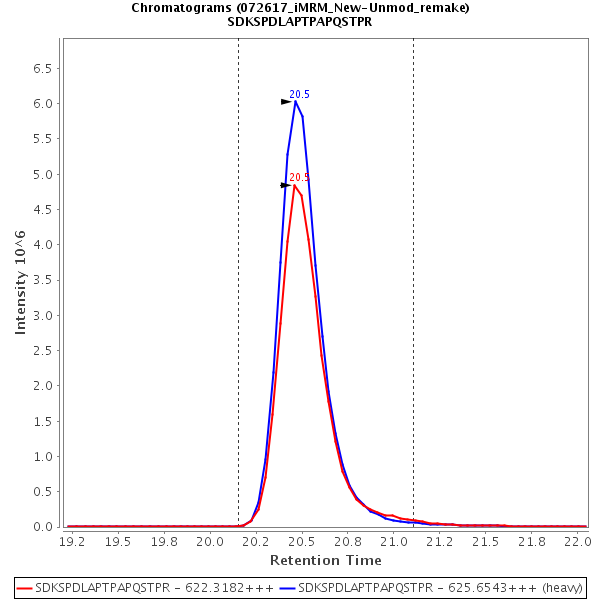 Chromatograms (072617_iMRM_New-Unmod_remake)
SDKSPDLAPTPAPQSTPR
Intensity 10^6
6.5
6.0
5.5
5.0
4.5
4.0
3.5
3.0
2.5
2.0
1.5
1.0
0.5
0.0
20.5
20.5
19.2 19.5 19.8 20.0 20.2 20.5 20.8 21.0 21.2 21.5 21.8 22.0
Retention Time
SDKSPDLAPTPAPQSTPR - 622.3182+++ SDKSPDLAPTPAPQSTPR - 625.6543+++ (heavy)